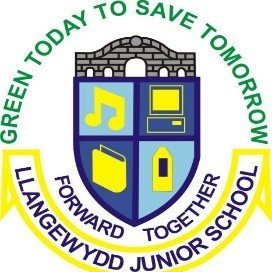 GREEN TODAY TO SAVE TOMORROW
FORWARD TOGETHER
LLANGEWYDD JUNIOR SCHOOL